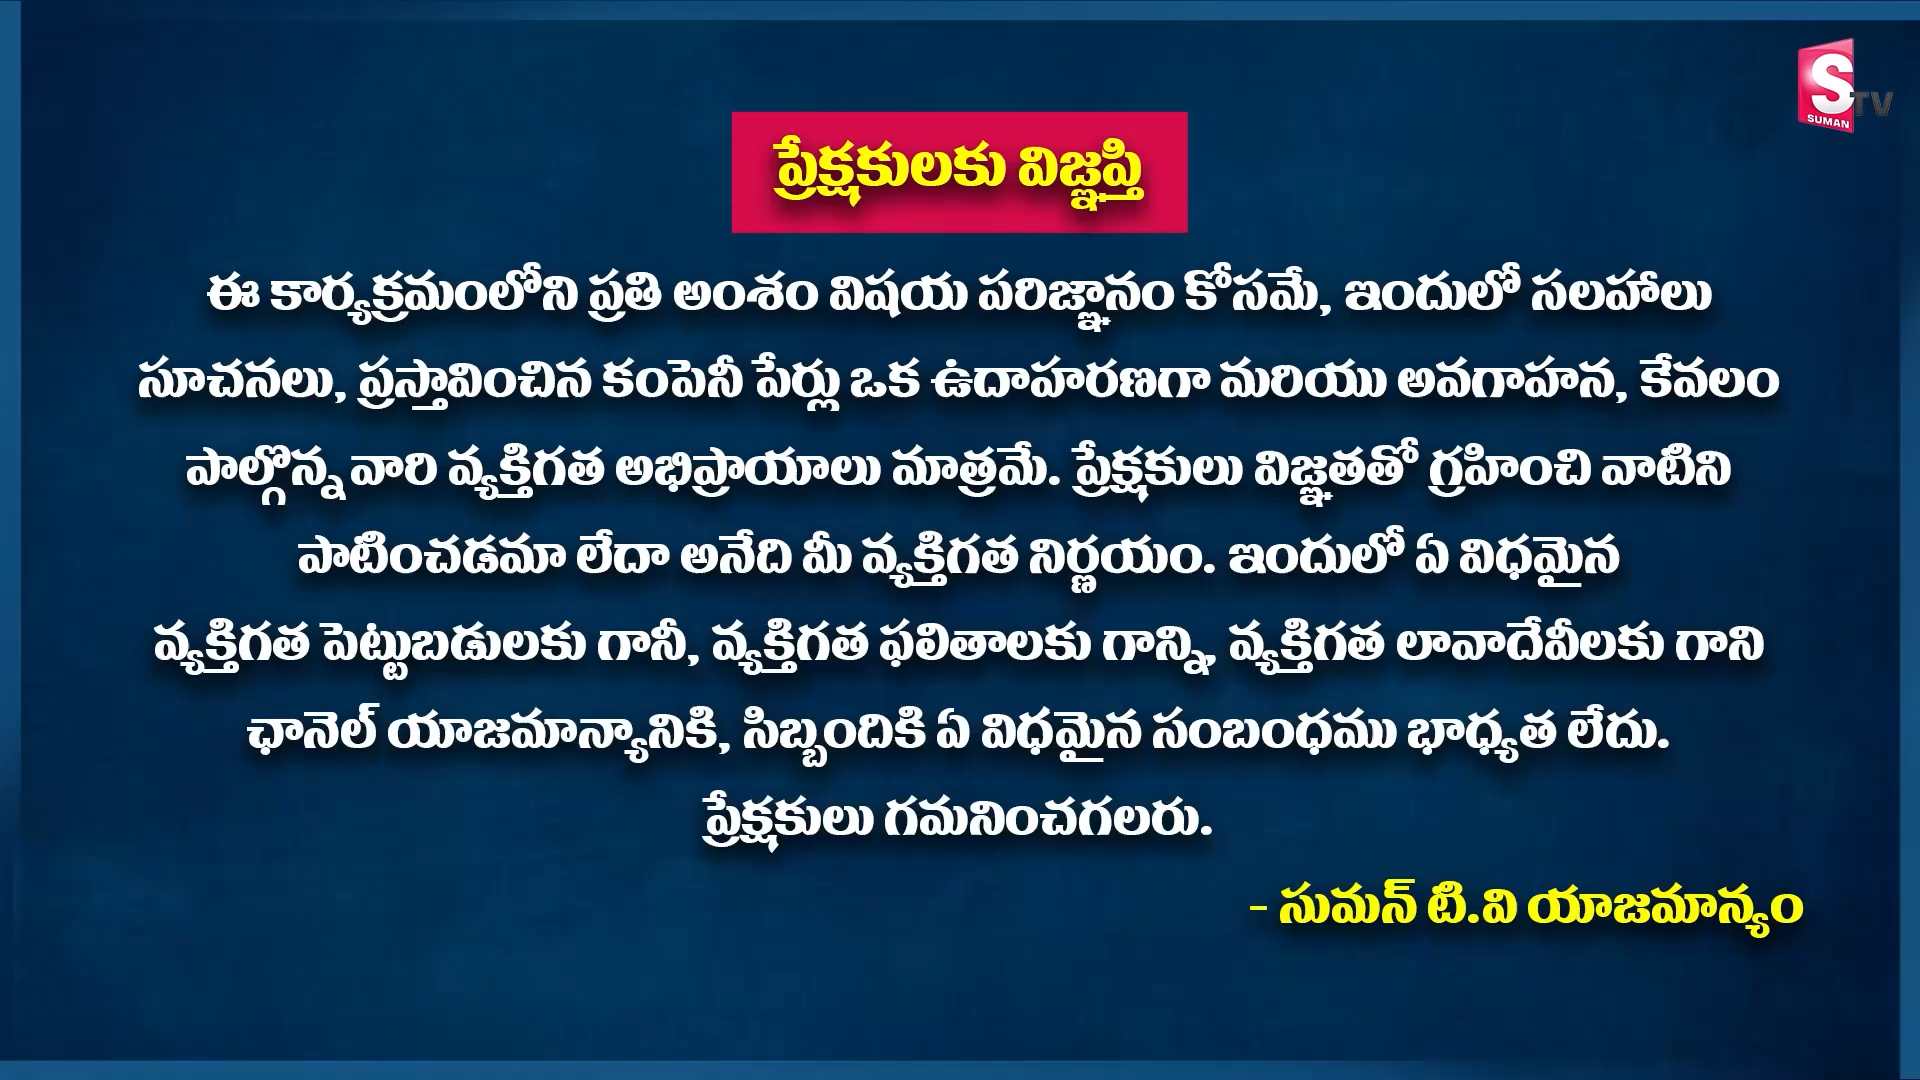 S
TV
SUMAN
ప్రేక్షకులకు విజ్ఞప్తి
ఈ కార్యక్రమంలోని ప్రతి అంశం విషయ పరిజ్ఞానం కోసమే, ఇందులో సలహాలు
సూచనలు, ప్రస్తావించిన కంపెనీ పేర్లు ఒక ఉదాహరణగా మరియు అవగాహన, కేవలం
పాల్గొన్న వారి వ్యక్తిగత అభిప్రాయాలు మాత్రమే. ప్రేక్షకులు విజ్ఞతతో గ్రహించి వాటిని
పాటించడమా లేదా అనేది మీ వ్యక్తిగత నిర్ణయం. ఇందులో ఏ విధమైన
వ్యక్తిగత పెట్టుబడులకు గానీ, వ్యక్తిగత ఫలితాలకు గాన్ని, వ్యక్తిగత లావాదేవీలకు గాని
ఛానెల్ యాజమాన్యానికి, సిబ్బందికి ఏ విధమైన సంబంధము భాధ్యత లేదు.
ప్రేక్షకులు గమనించగలరు.
- సుమన్ టి.వి యాజమాన్యం